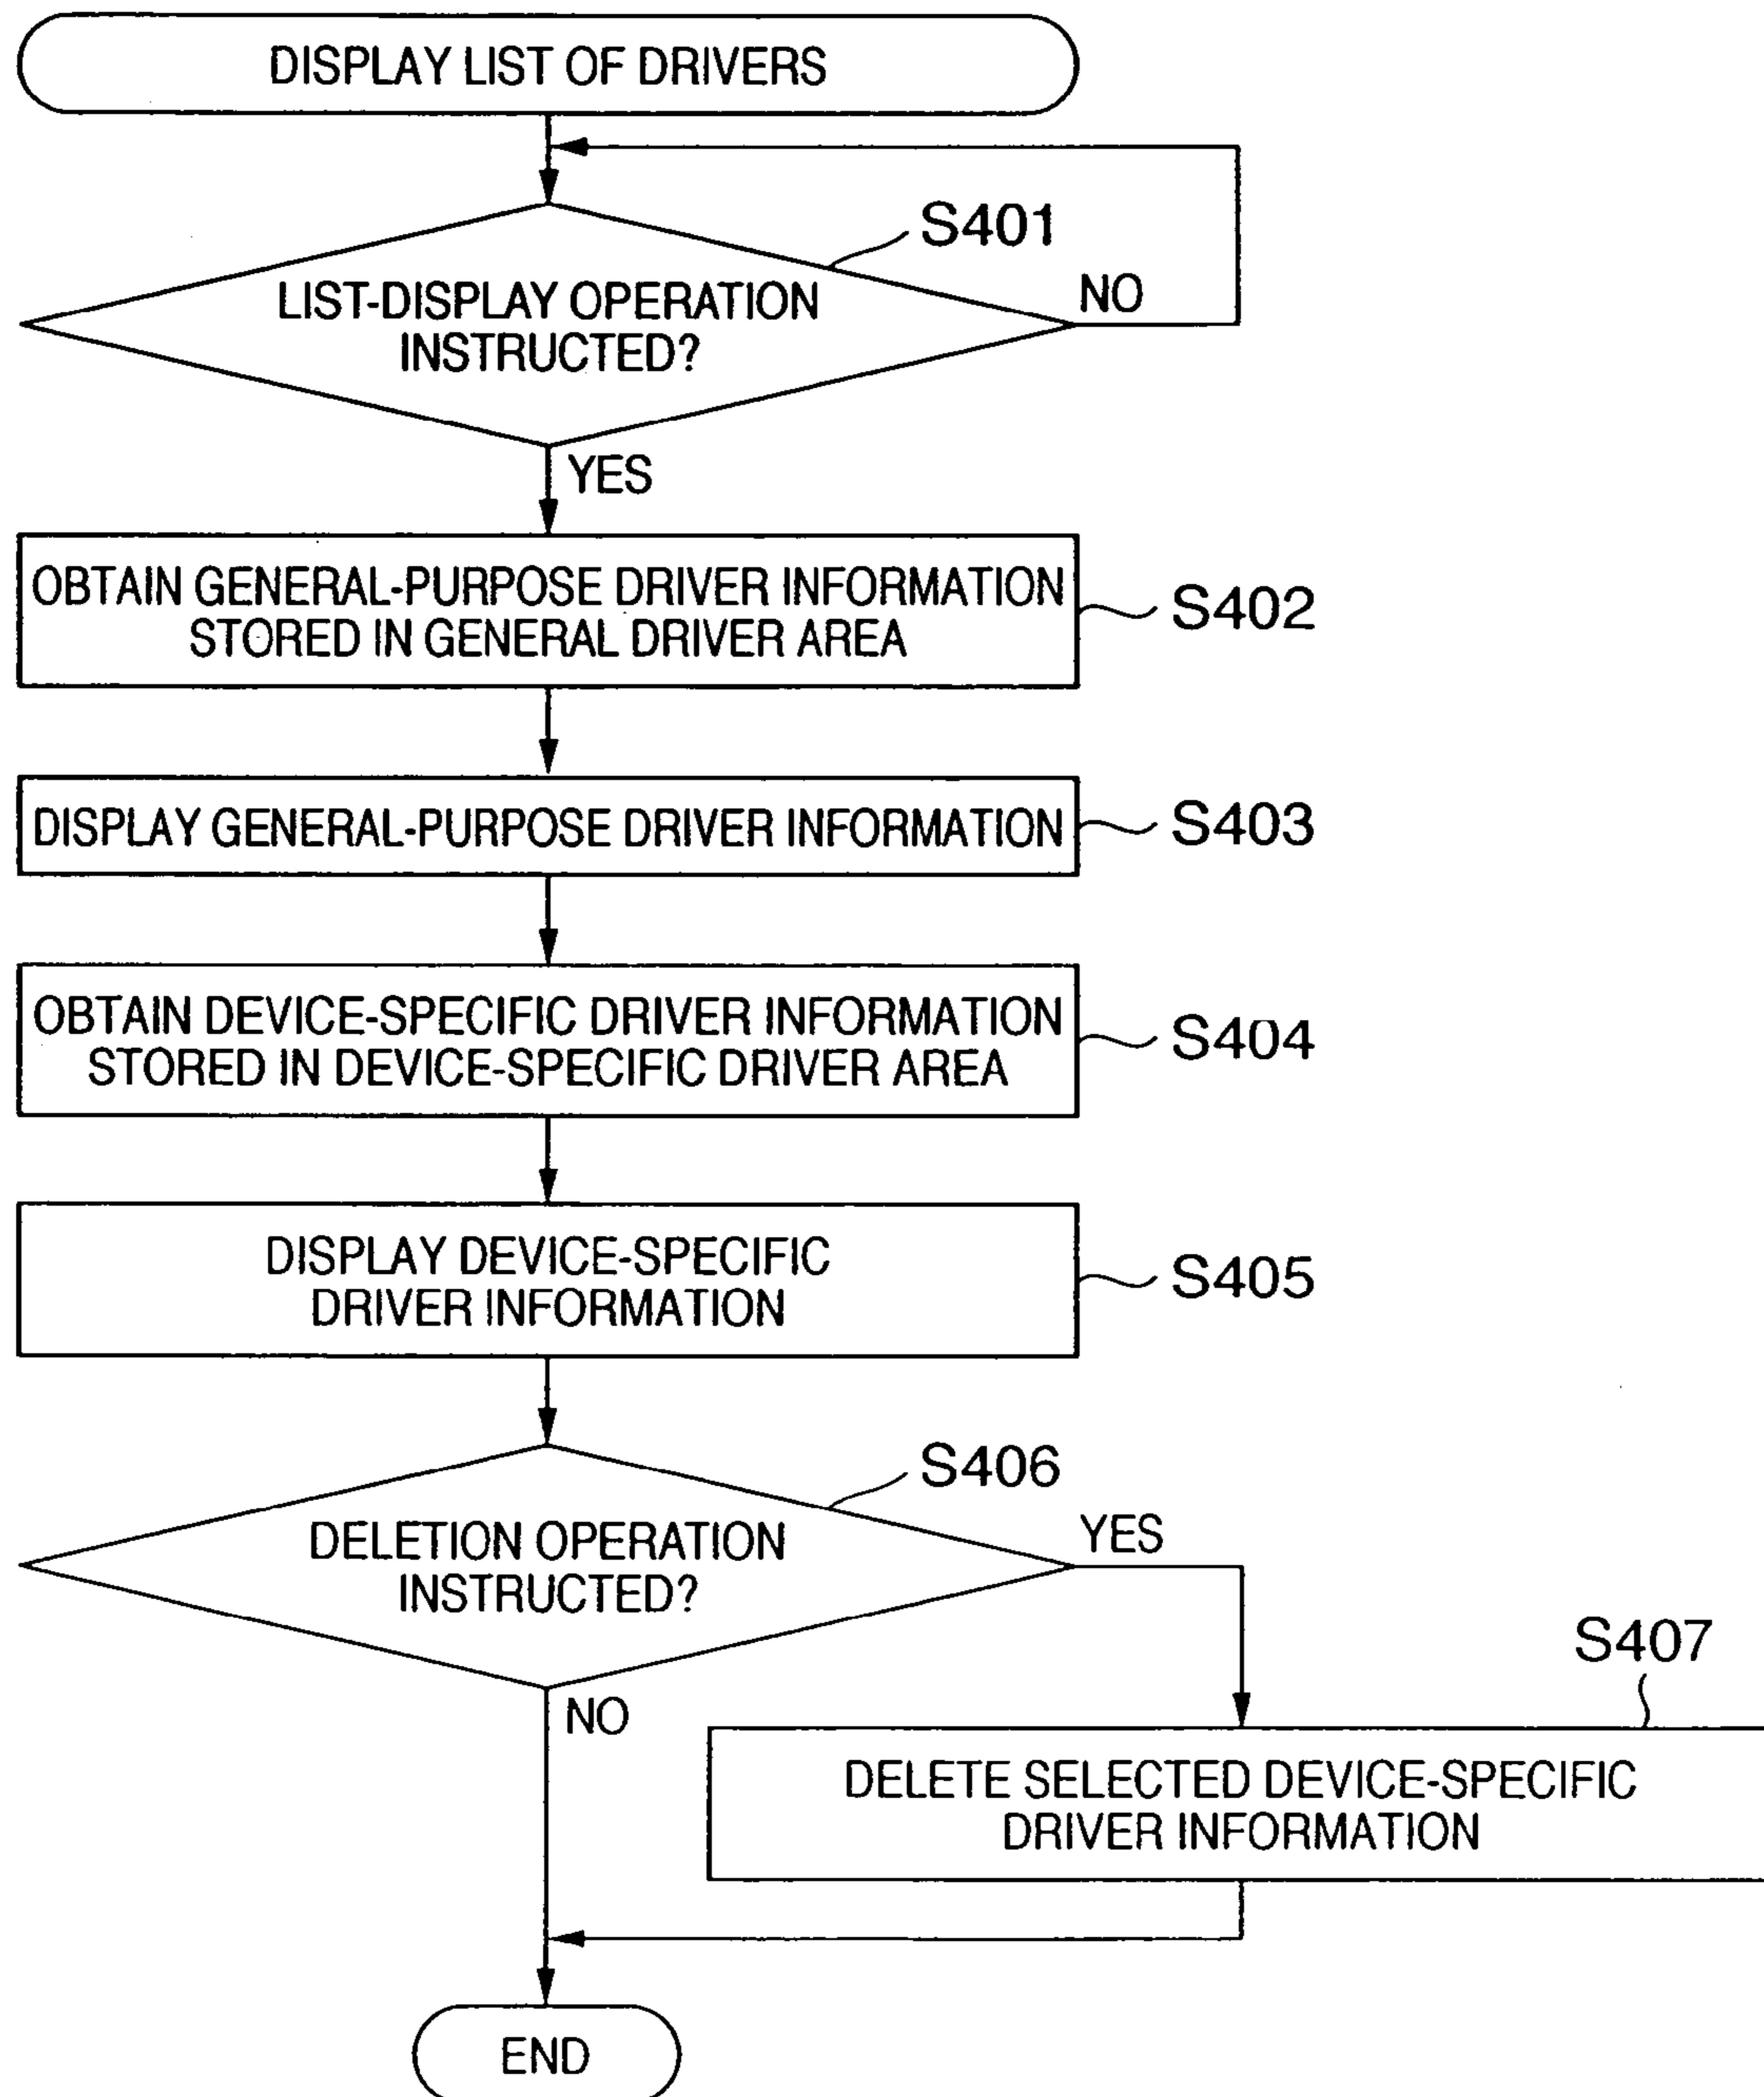 DISPLAY LIST OF DRIVERS
S401
LIST-DISPLAY OPERATION
INSTRUCTED?
NO
YES
OBTAIN GENERAL-PURPOSE DRIVER INFORMATION
STORED IN GENERAL DRIVER AREA
S402
DISPLAY GENERAL-PURPOSE DRIVER INFORMATION
S403
OBTAIN DEVICE-SPECIFIC DRIVER INFORMATION
STORED IN DEVICE-SPECIFIC DRIVER AREA
S404
DISPLAY DEVICE-SPECIFIC
DRIVER INFORMATION
S405
S406
DELETION OPERATION
INSTRUCTED?
YES
NO
S407
DELETE SELECTED DEVICE-SPECIFIC
DRIVER INFORMATION
END